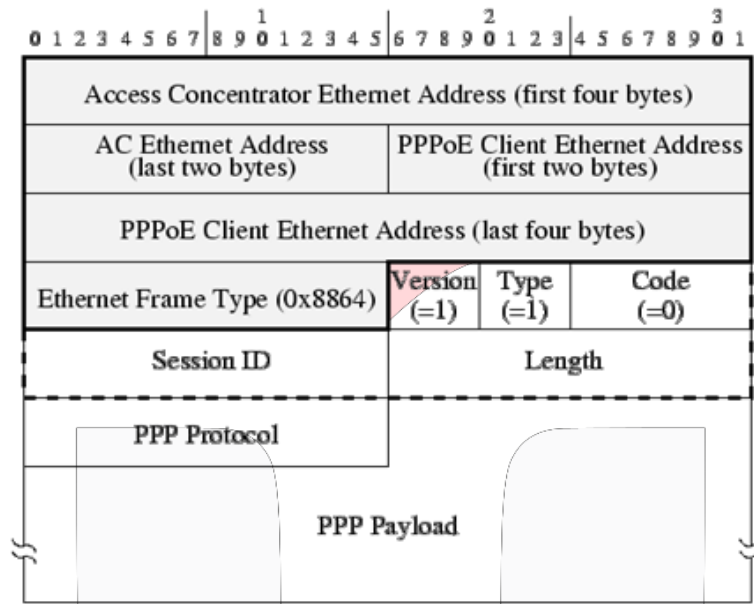 1 2 3
0 1 2 3 4 5 6 7 8 9 0 1 2 3 4 5 6 7 8 9 0 1 2 3 4 5 6 7 8 9 0 1
Access Concentrator Ethernet Address (first four bytes)
AC Ethernet Address
(last two bytes)
PPPoE Client Ethernet Address
(first two bytes)
PPPoE Client Ethernet Address (last four bytes)
Ethernet Frame Type (0x8864)
Version
(=1)
Type
(=1)
Code
(=0)
Session ID
Length
PPP Protocol
PPP Payload